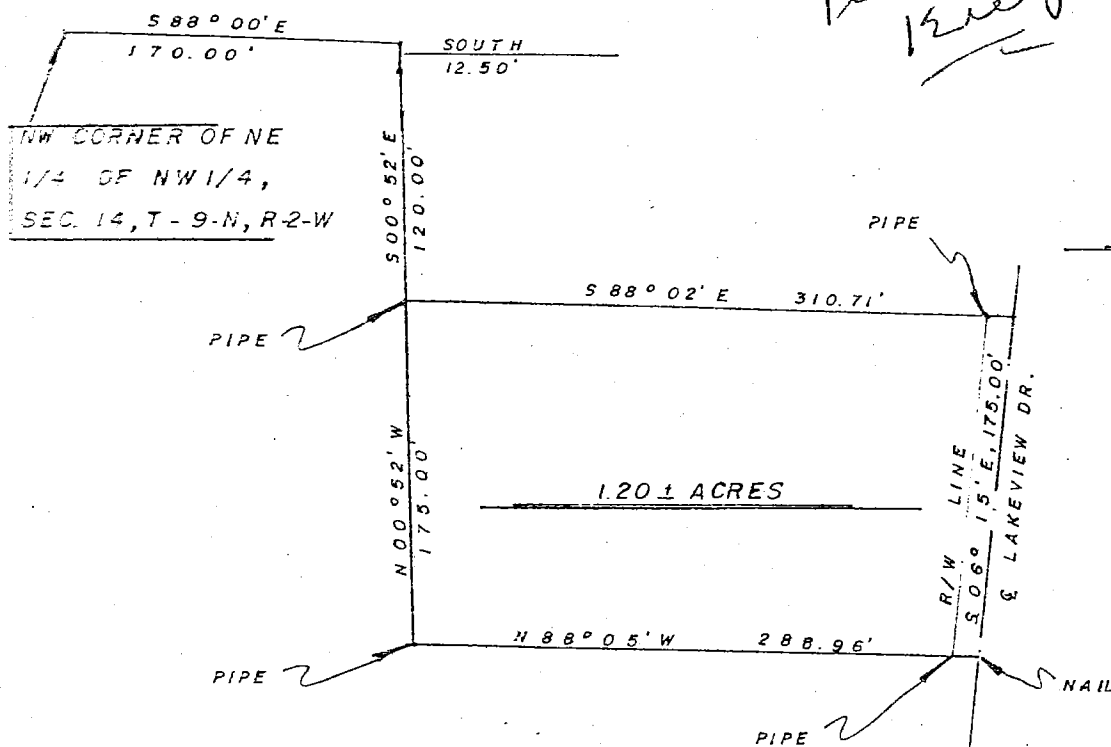 S 88° 00' E
170.00'
SOUTH
12.50'
NW CORNER OF NE
1/4 OF NW 1/4,
SEC. 14, T-9-N, R-2-W
S 00° 52' E
120.00'
PIPE
S 88° 02' E 310.71'
PIPE
N 00° 52' W
175.00'
1.20 ± ACRES
R/W LINE
S 06° 15' E, 175.00'
℄ LAKEVIEW DR.
N 88° 05' W 288.96'
PIPE
PIPE
NAIL